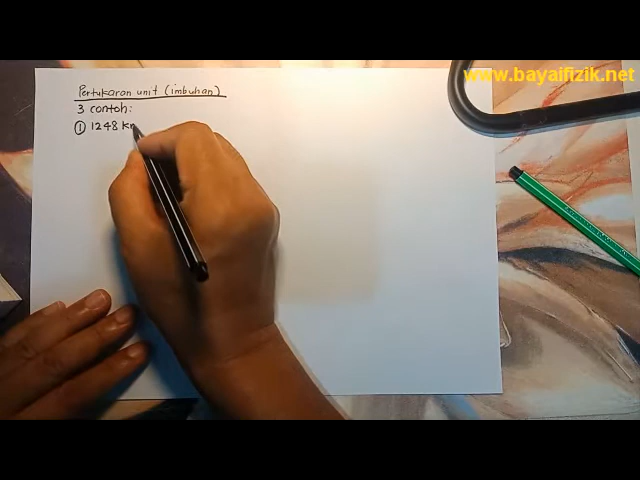 www.bayaifizik.net
Pertukaran unit (imbuhan)
3 contoh:
① 1248 k